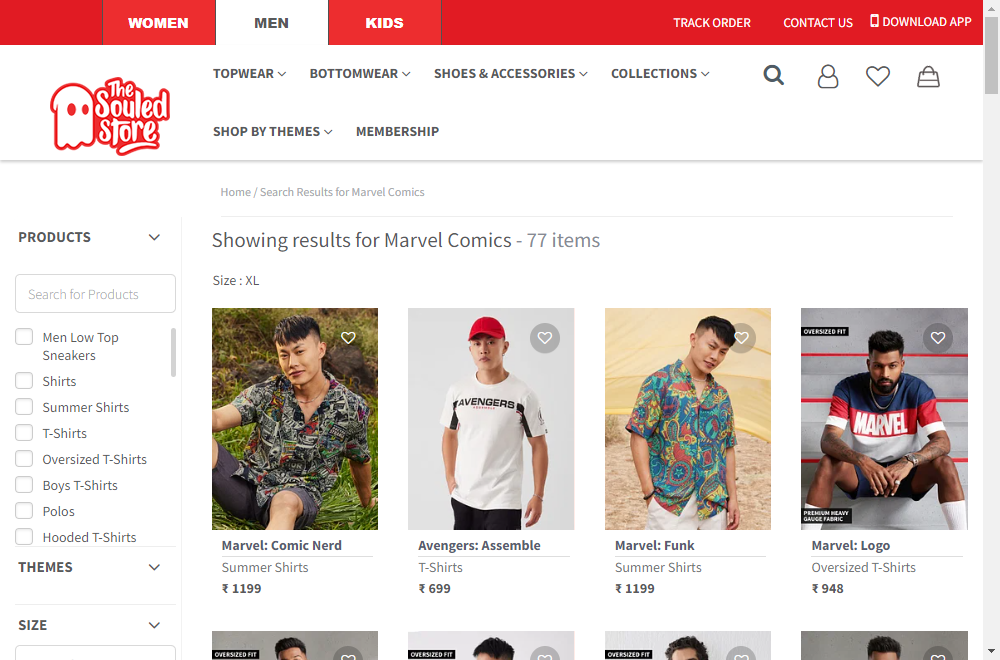 WOMEN
MEN
KIDS
TRACK ORDER
CONTACT US
DOWNLOAD APP
The
Souled
Store
TOPWEAR
BOTTOMWEAR
SHOES & ACCESSORIES
COLLECTIONS
SHOP BY THEMES
MEMBERSHIP
Home / Search Results for Marvel Comics
PRODUCTS
Search for Products
Men Low Top
Sneakers
Shirts
Summer Shirts
T-Shirts
Oversized T-Shirts
Boys T-Shirts
Polos
Hooded T-Shirts
THEMES
SIZE
Showing results for Marvel Comics - 77 items
Size : XL
AVENGERS
OVERSIZED FIT
MARVEL
PREMIUM HEAVY
GAUGE FABRIC
Marvel: Comic Nerd
Summer Shirts
₹ 1199
Avengers: Assemble
T-Shirts
₹ 699
Marvel: Funk
Summer Shirts
₹ 1199
Marvel: Logo
Oversized T-Shirts
₹ 948
OVERSIZED FIT
OVERSIZED FIT
OVERSIZED FIT